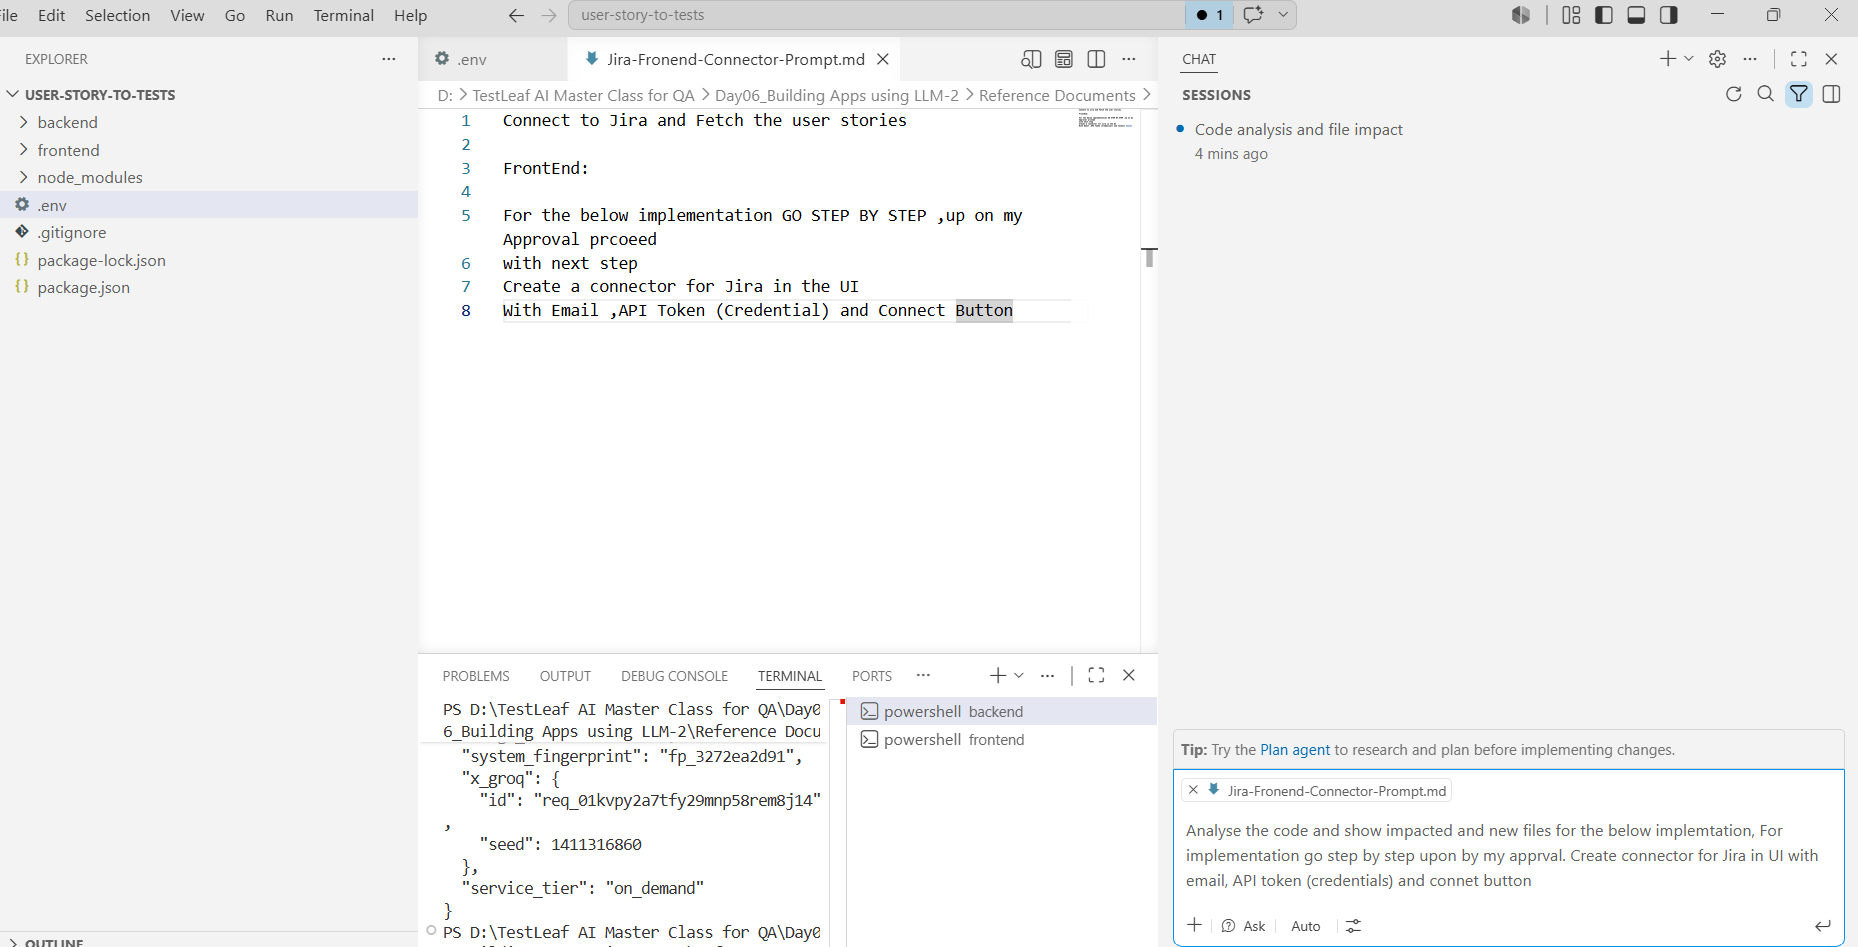 File Edit Selection View Go Run Terminal Help
user-story-to-tests
1
EXPLORER
USER-STORY-TO-TESTS
backend
frontend
node_modules
.env
.gitignore
package-lock.json
package.json
OUTLINE
.env
Jira-Fronend-Connector-Prompt.md
D: > TestLeaf AI Master Class for QA > Day06_Building Apps using LLM-2 > Reference Documents >
1 Connect to Jira and Fetch the user stories
2
3 FrontEnd:
4
5 For the below implementation GO STEP BY STEP ,up on my
Approval prcoeed
6 with next step
7 Create a connector for Jira in the UI
8 With Email ,API Token (Credential) and Connect Button
PROBLEMS OUTPUT DEBUG CONSOLE TERMINAL PORTS
PS D:\TestLeaf AI Master Class for QA\Day0
6_Building Apps using LLM-2\Reference Docu
"system_fingerprint": "fp_3272ea2d91",
"x_groq": {
"id": "req_01kvpy2a7tfy29mnp58rem8j14"
,
"seed": 1411316860
},
"service_tier": "on_demand"
}
PS D:\TestLeaf AI Master Class for QA\Day0
powershell backend
powershell frontend
CHAT
SESSIONS
Code analysis and file impact
4 mins ago
Tip: Try the Plan agent to research and plan before implementing changes.
Jira-Fronend-Connector-Prompt.md
Analyse the code and show impacted and new files for the below implemtation, For
implementation go step by step upon by my apprval. Create connector for Jira in UI with
email, API token (credentials) and connet button
Ask Auto